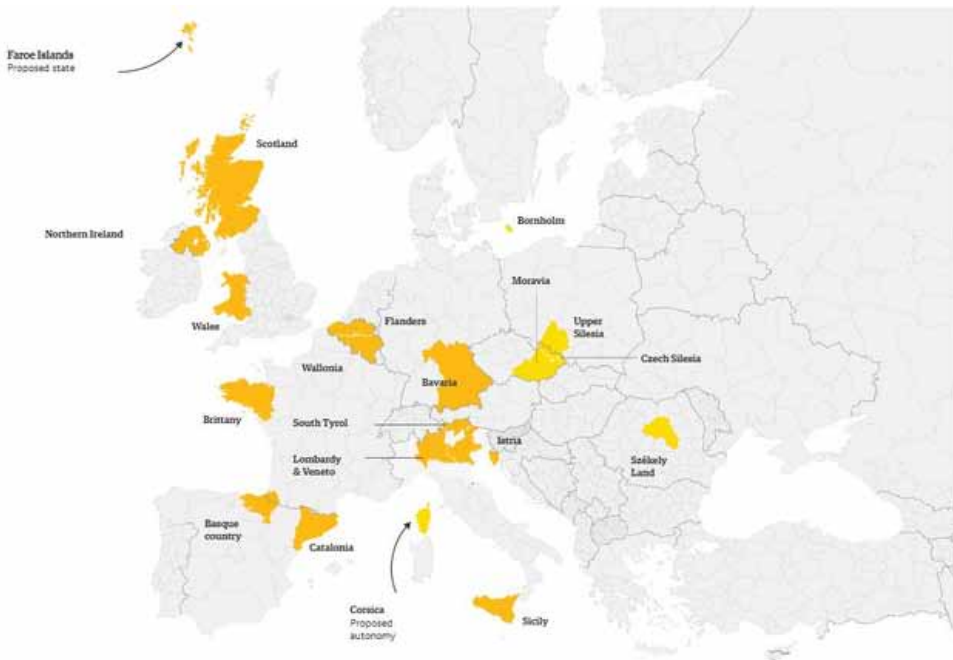 Faroe Islands
Proposed state
Scotland
Northern Ireland
Bornholm
Moravia
Wales
Flanders
Upper
Silesia
Czech Silesia
Wallonia
Bavaria
Brittany
South Tyrol
Istria
Lombardy
& Veneto
Székely
Land
Basque
country
Catalonia
Corsica
Proposed
autonomy
Sicily